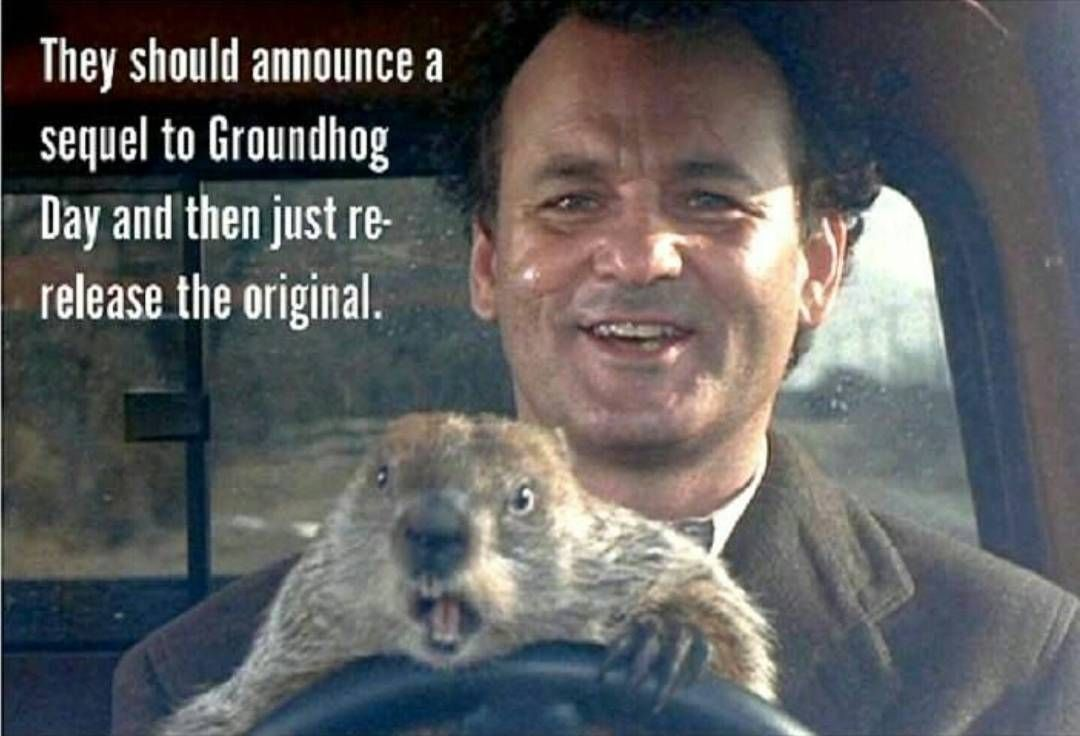 They should announce a
sequel to Groundhog
Day and then just re-
release the original.